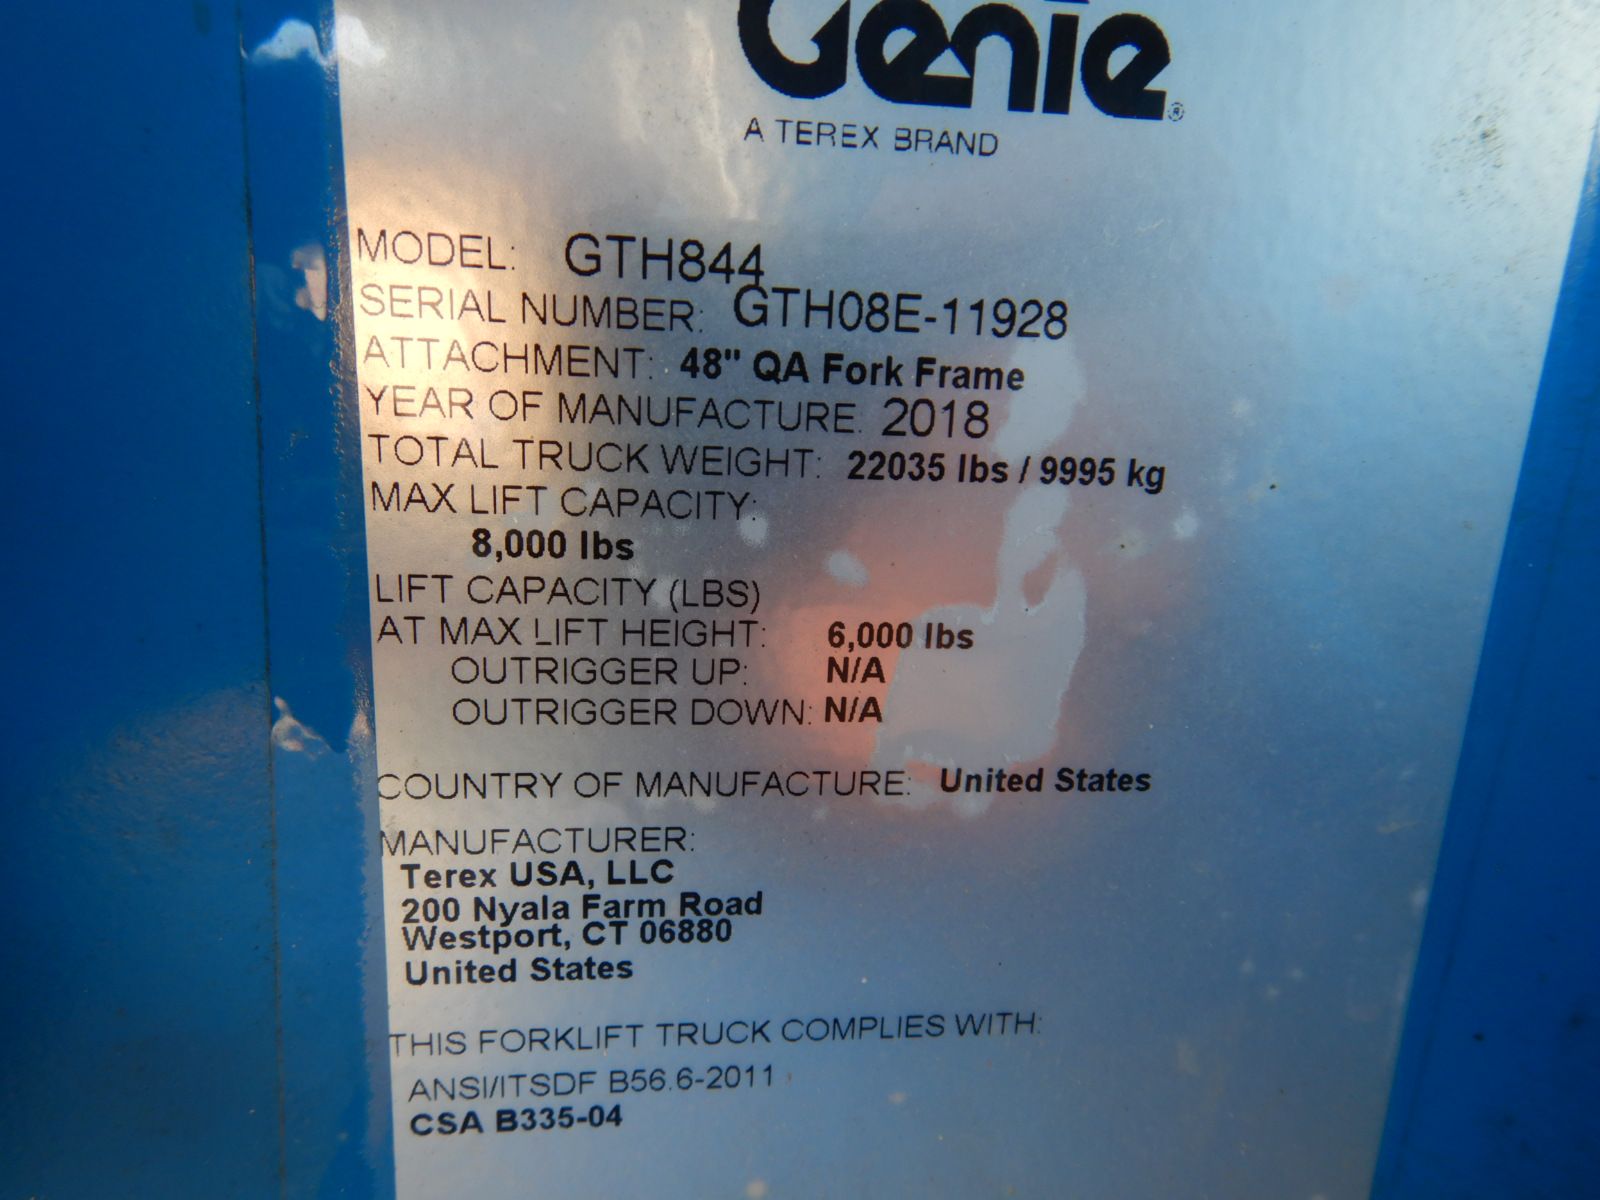 Genie®
A TEREX BRAND
MODEL: GTH844
SERIAL NUMBER: GTH08E-11928
ATTACHMENT: 48" QA Fork Frame
YEAR OF MANUFACTURE: 2018
TOTAL TRUCK WEIGHT: 22035 lbs / 9995 kg
MAX LIFT CAPACITY:
8,000 lbs
LIFT CAPACITY (LBS)
AT MAX LIFT HEIGHT: 6,000 lbs
OUTRIGGER UP: N/A
OUTRIGGER DOWN: N/A
COUNTRY OF MANUFACTURE: United States
MANUFACTURER:
Terex USA, LLC
200 Nyala Farm Road
Westport, CT 06880
United States
THIS FORKLIFT TRUCK COMPLIES WITH:
ANSI/ITSDF B56.6-2011
CSA B335-04